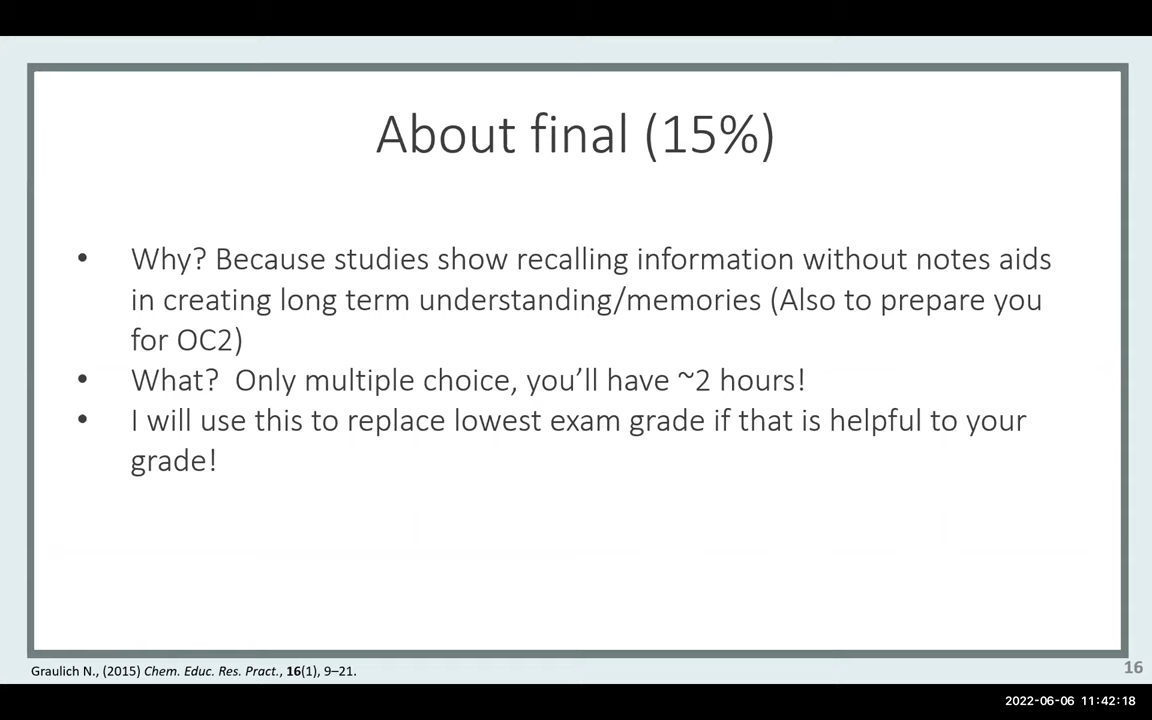 About final (15%)
• Why? Because studies show recalling information without notes aids
in creating long term understanding/memories (Also to prepare you
for OC2)
• What?  Only multiple choice, you’ll have ~2 hours!
• I will use this to replace lowest exam grade if that is helpful to your
grade!
Graulich N., (2015) Chem. Educ. Res. Pract., 16(1), 9–21.
16
2022-06-06 11:42:18